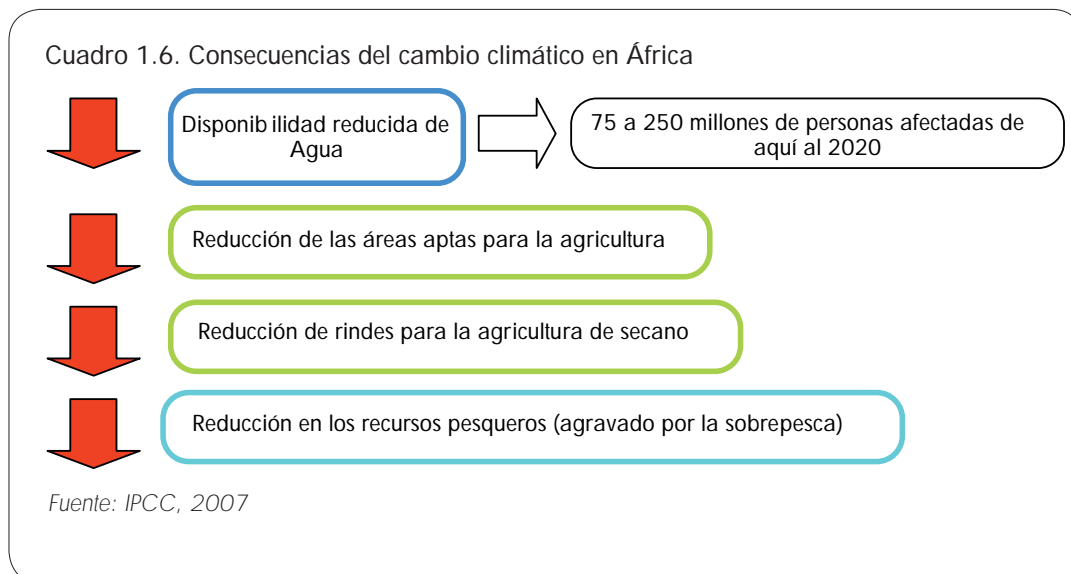 Cuadro 1.6. Consecuencias del cambio climático en África
Disponibilidad reducida de
Agua
75 a 250 millones de personas afectadas de
aquí al 2020
Reducción de las áreas aptas para la agricultura
Reducción de rindes para la agricultura de secano
Reducción en los recursos pesqueros (agravado por la sobrepesca)
Fuente: IPCC, 2007